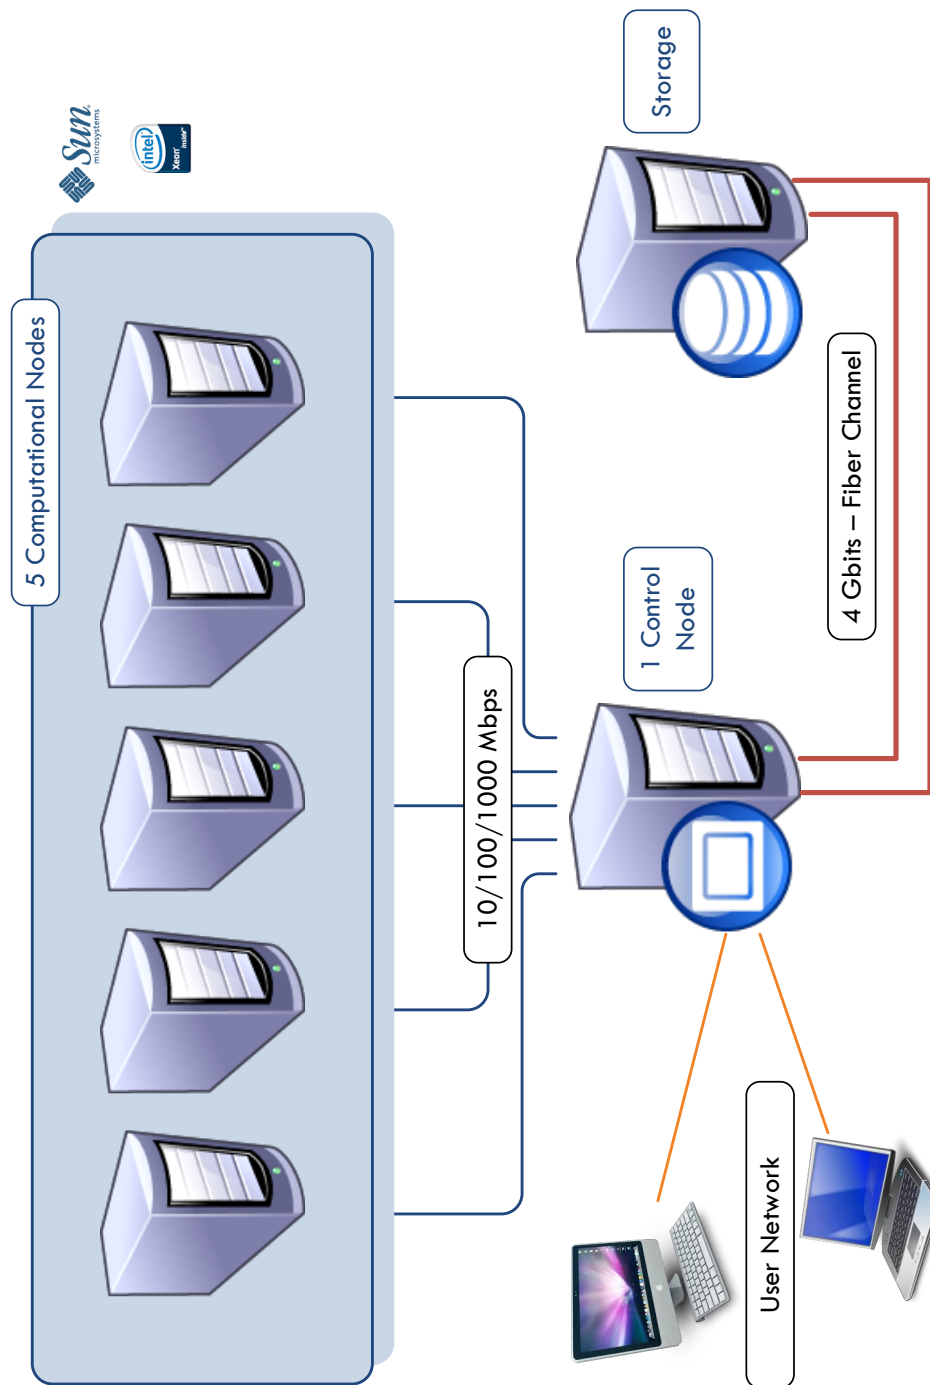 Sun
microsystems
intel
Xeon
inside™
5 Computational Nodes
10/100/1000 Mbps
Storage
1 Control
Node
4 Gbits – Fiber Channel
User Network